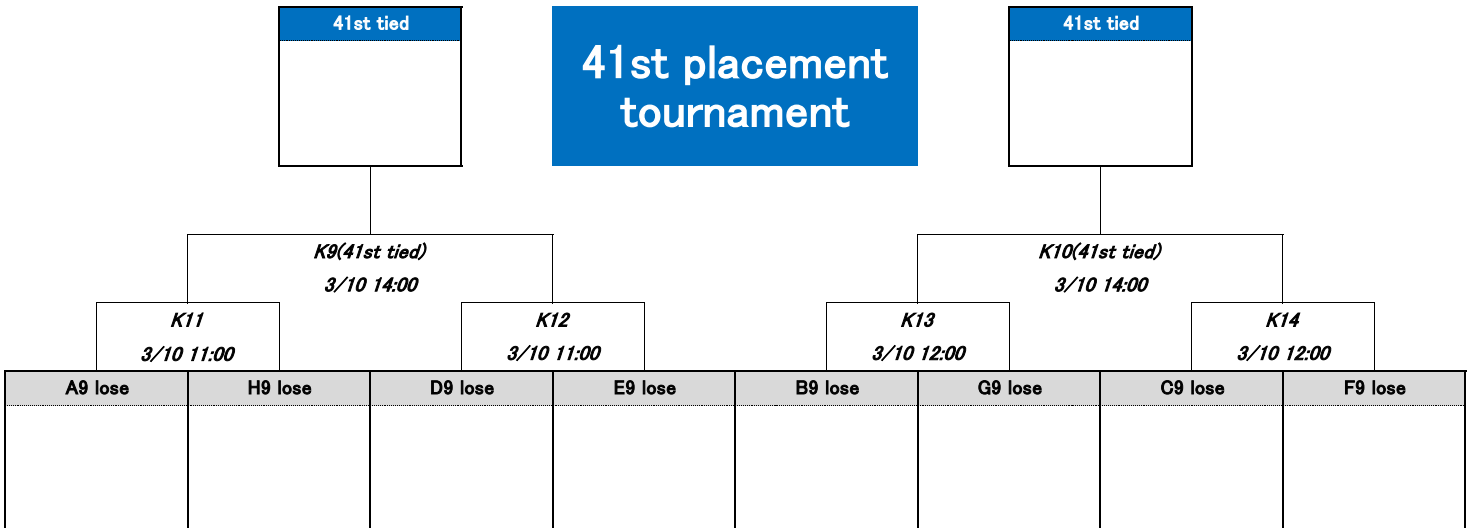 41st tied
41st placement
tournament
41st tied
K9(41st tied)
3/10 14:00
K10(41st tied)
3/10 14:00
K11
3/10 11:00
K12
3/10 11:00
K13
3/10 12:00
K14
3/10 12:00
A9 lose
H9 lose
D9 lose
E9 lose
B9 lose
G9 lose
C9 lose
F9 lose